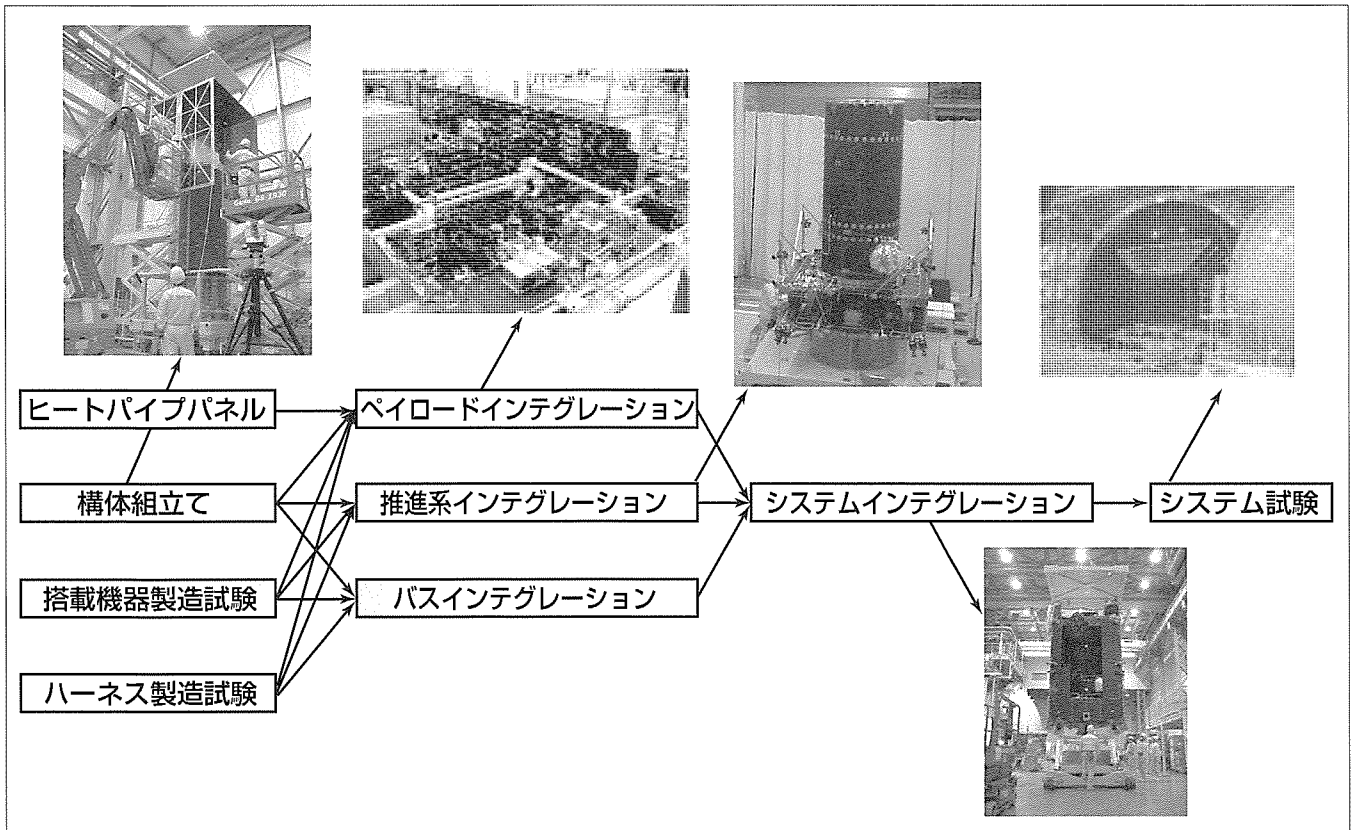 ヒートパイプパネル
ペイロードインテグレーション
構体組立て
推進系インテグレーション
システムインテグレーション
システム試験
搭載機器製造試験
バスインテグレーション
ハーネス製造試験